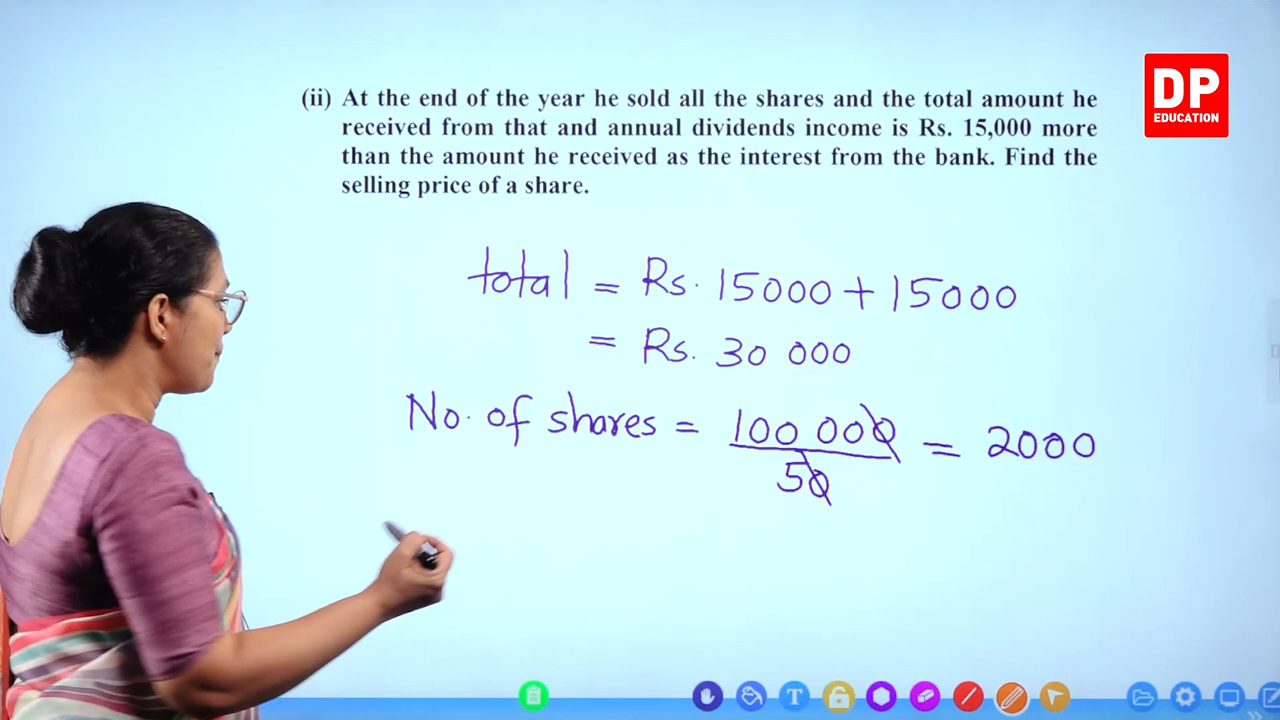 DP
EDUCATION
(ii) At the end of the year he sold all the shares and the total amount he
received from that and annual dividends income is Rs. 15,000 more
than the amount he received as the interest from the bank. Find the
selling price of a share.
total = Rs. 15000 + 15000
= Rs. 30 000
No. of shares = 100 000 / 50 = 2000
T